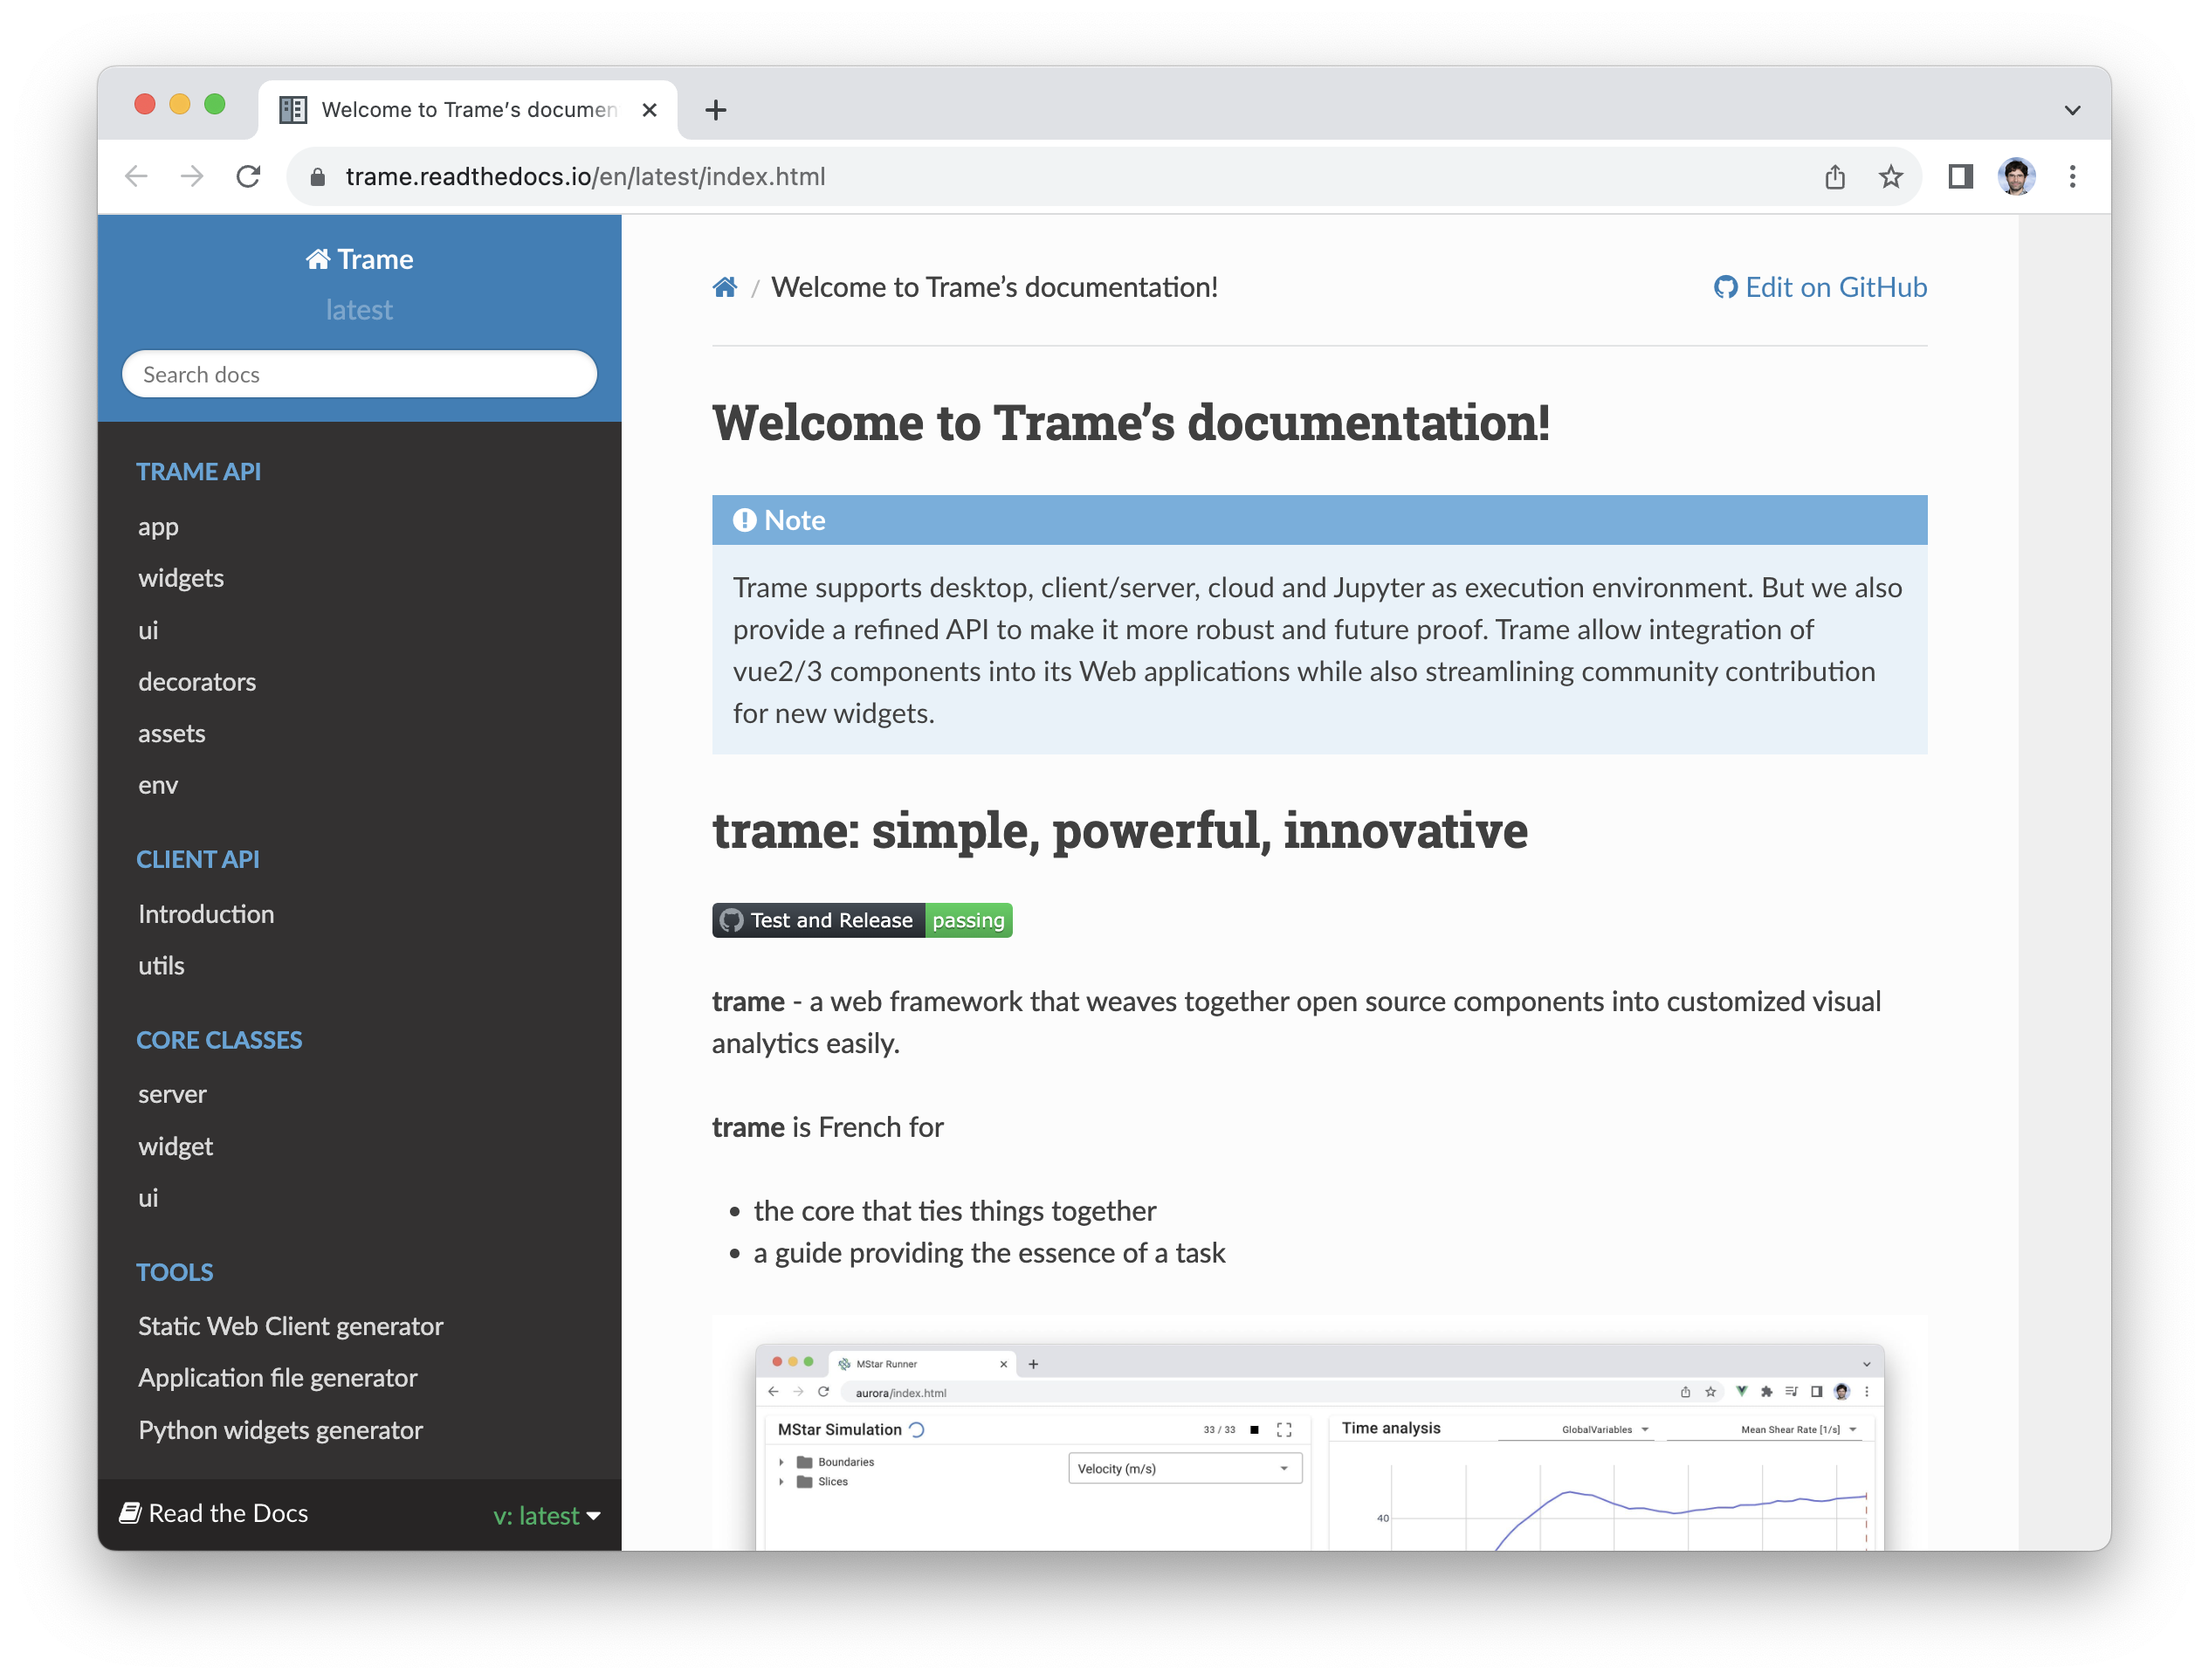 Welcome to Trame's documen
trame.readthedocs.io/en/latest/index.html
Trame
latest
Search docs
TRAME API
app
widgets
ui
decorators
assets
env
CLIENT API
Introduction
utils
CORE CLASSES
server
widget
ui
TOOLS
Static Web Client generator
Application file generator
Python widgets generator
Read the Docs
v: latest
/ Welcome to Trame’s documentation!
Edit on GitHub
Welcome to Trame’s documentation!
Note
Trame supports desktop, client/server, cloud and Jupyter as execution environment. But we also
provide a refined API to make it more robust and future proof. Trame allow integration of
vue2/3 components into its Web applications while also streamlining community contribution
for new widgets.
trame: simple, powerful, innovative
Test and Release passing
trame - a web framework that weaves together open source components into customized visual
analytics easily.
trame is French for
• the core that ties things together
• a guide providing the essence of a task
MStar Runner
aurora/index.html
MStar Simulation
33 / 33
Boundaries
Slices
Velocity (m/s)
Time analysis
GlobalVariables
Mean Shear Rate [1/s]
40